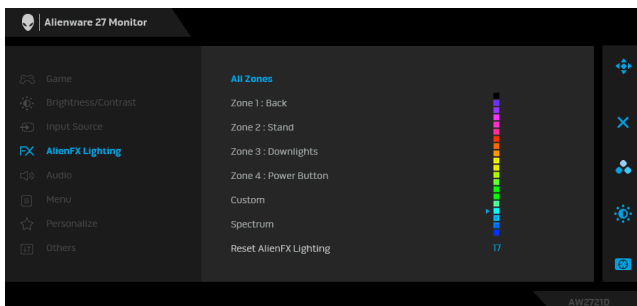 Alienware 27 Monitor
Game
Brightness/Contrast
Input Source
AlienFX Lighting
Audio
Menu
Personalize
Others
All Zones
Zone 1 : Back
Zone 2 : Stand
Zone 3 : Downlights
Zone 4 : Power Button
Custom
Spectrum
Reset AlienFX Lighting
17
AW2721D